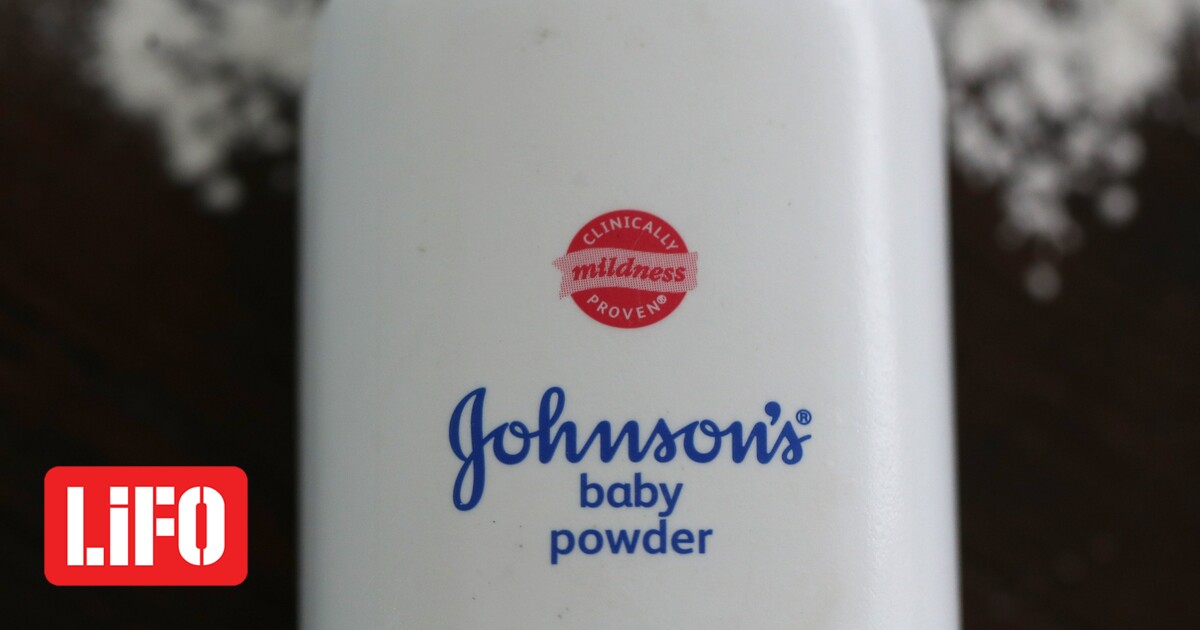 CLINICALLY
mildness
PROVEN®
Johnson's®
baby
powder
LiFO